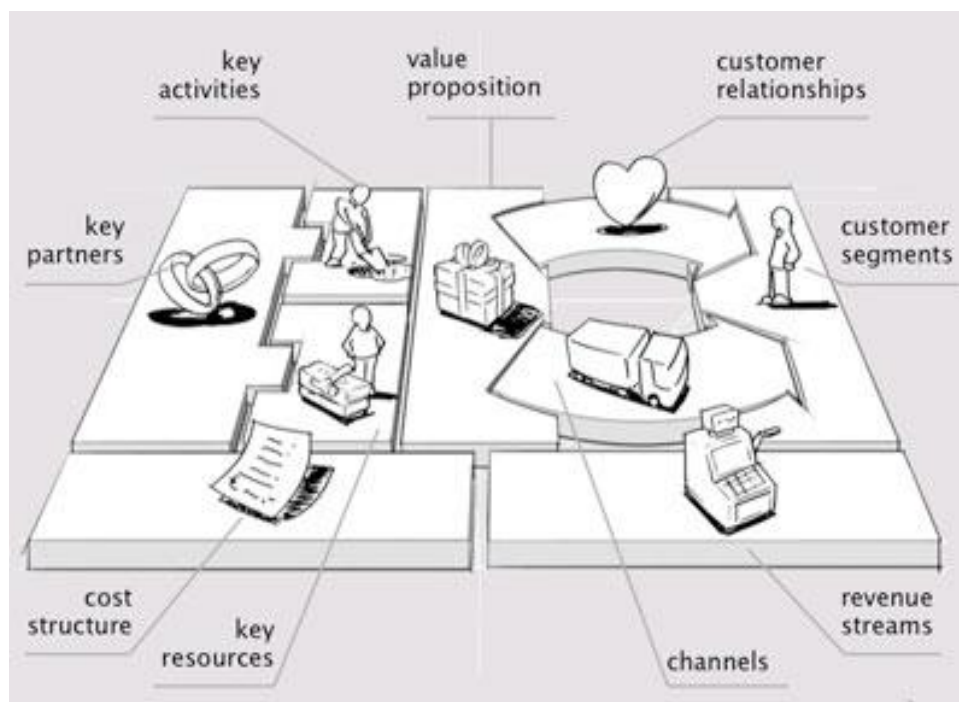 key
activities
value
proposition
customer
relationships
key
partners
customer
segments
cost
structure
key
resources
channels
revenue
streams